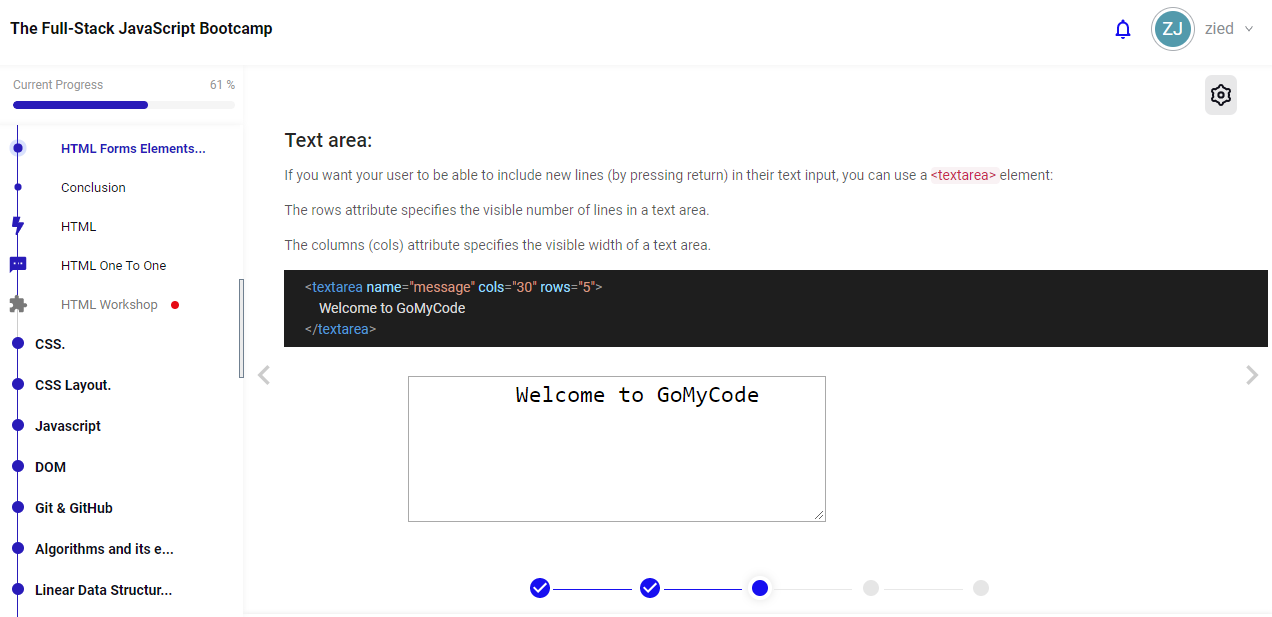 The Full-Stack JavaScript Bootcamp
ZJ
zied
Current Progress
61 %
HTML Forms Elements...
Conclusion
HTML
HTML One To One
HTML Workshop
CSS.
CSS Layout.
Javascript
DOM
Git & GitHub
Algorithms and its e...
Linear Data Structur...
Text area:
If you want your user to be able to include new lines (by pressing return) in their text input, you can use a <textarea> element:
The rows attribute specifies the visible number of lines in a text area.
The columns (cols) attribute specifies the visible width of a text area.
<textarea name="message" cols="30" rows="5">
Welcome to GoMyCode
</textarea>
Welcome to GoMyCode